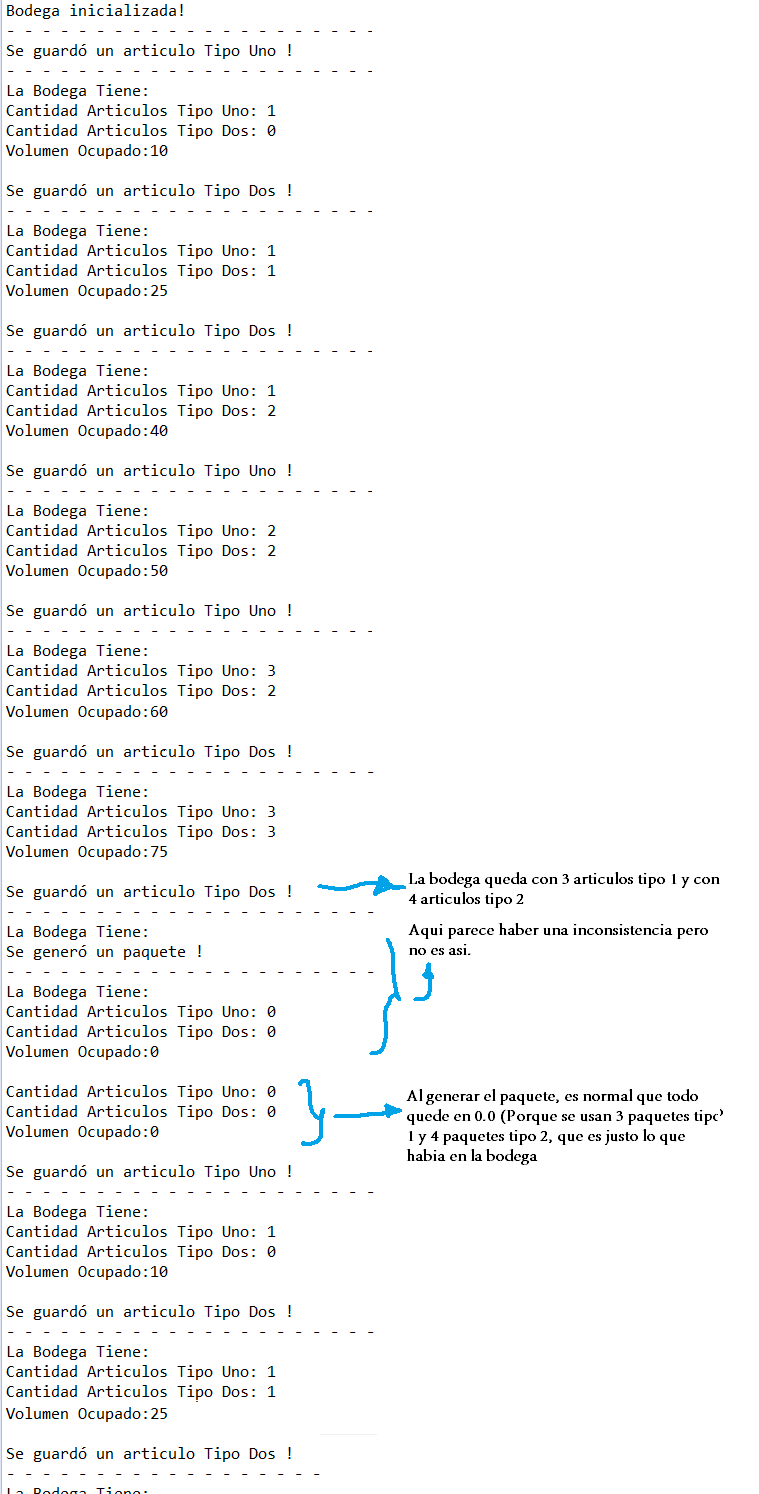 Bodega inicializada!
- - - - - - - - - - - - - - - - - - - - -
Se guardó un articulo Tipo Uno !
- - - - - - - - - - - - - - - - - - - - -
La Bodega Tiene:
Cantidad Articulos Tipo Uno: 1
Cantidad Articulos Tipo Dos: 0
Volumen Ocupado:10
Se guardó un articulo Tipo Dos !
- - - - - - - - - - - - - - - - - - - - -
La Bodega Tiene:
Cantidad Articulos Tipo Uno: 1
Cantidad Articulos Tipo Dos: 1
Volumen Ocupado:25
Se guardó un articulo Tipo Dos !
- - - - - - - - - - - - - - - - - - - - -
La Bodega Tiene:
Cantidad Articulos Tipo Uno: 1
Cantidad Articulos Tipo Dos: 2
Volumen Ocupado:40
Se guardó un articulo Tipo Uno !
- - - - - - - - - - - - - - - - - - - - -
La Bodega Tiene:
Cantidad Articulos Tipo Uno: 2
Cantidad Articulos Tipo Dos: 2
Volumen Ocupado:50
Se guardó un articulo Tipo Uno !
- - - - - - - - - - - - - - - - - - - - -
La Bodega Tiene:
Cantidad Articulos Tipo Uno: 3
Cantidad Articulos Tipo Dos: 2
Volumen Ocupado:60
Se guardó un articulo Tipo Dos !
- - - - - - - - - - - - - - - - - - - - -
La Bodega Tiene:
Cantidad Articulos Tipo Uno: 3
Cantidad Articulos Tipo Dos: 3
Volumen Ocupado:75
Se guardó un articulo Tipo Dos !
- - - - - - - - - - - - - - - - - - - - -
La Bodega Tiene:
Se generó un paquete !
- - - - - - - - - - - - - - - - - - - - -
La Bodega Tiene:
Cantidad Articulos Tipo Uno: 0
Cantidad Articulos Tipo Dos: 0
Volumen Ocupado:0
Cantidad Articulos Tipo Uno: 0
Cantidad Articulos Tipo Dos: 0
Volumen Ocupado:0
Se guardó un articulo Tipo Uno !
- - - - - - - - - - - - - - - - - - - - -
La Bodega Tiene:
Cantidad Articulos Tipo Uno: 1
Cantidad Articulos Tipo Dos: 0
Volumen Ocupado:10
Se guardó un articulo Tipo Dos !
- - - - - - - - - - - - - - - - - - - - -
La Bodega Tiene:
Cantidad Articulos Tipo Uno: 1
Cantidad Articulos Tipo Dos: 1
Volumen Ocupado:25
Se guardó un articulo Tipo Dos !
- - - - - - - - - - - - - - - - - -
La Bodega Tiene:
La bodega queda con 3 articulos tipo 1 y con
4 articulos tipo 2
Aqui parece haber una inconsistencia pero
no es asi.
Al generar el paquete, es normal que todo
quede en 0.0 (Porque se usan 3 paquetes tipo
1 y 4 paquetes tipo 2, que es justo lo que
habia en la bodega